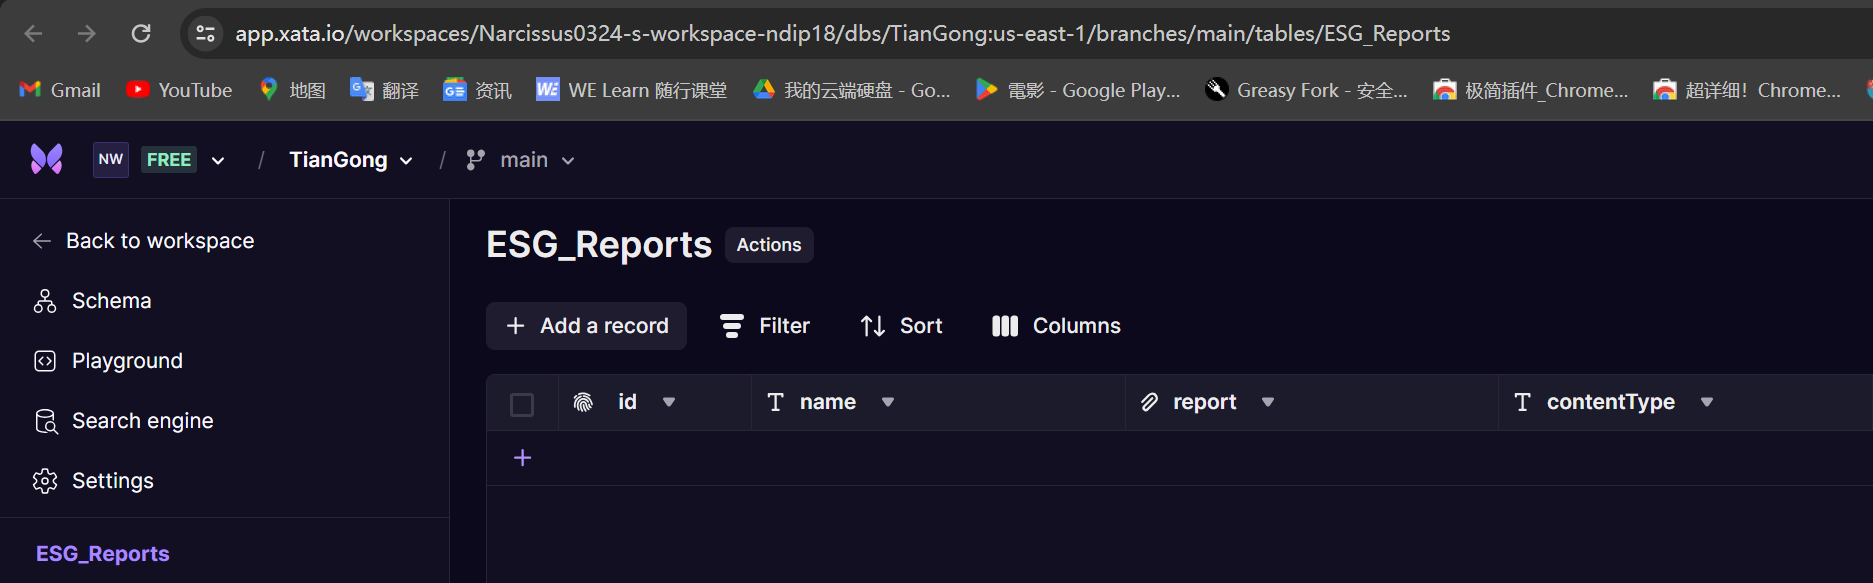 app.xata.io/workspaces/Narcissus0324-s-workspace-ndip18/dbs/TianGong:us-east-1/branches/main/tables/ESG_Reports
Gmail YouTube 地图 翻译 资讯 WE Learn 随行课堂 我的云端硬盘 - Go... 電影 - Google Play... Greasy Fork - 安全... 极简插件_Chrome... 超详细！Chrome...
NW FREE / TianGong / main
Back to workspace
Schema
Playground
Search engine
Settings
ESG_Reports
ESG_Reports Actions
+ Add a record Filter Sort Columns
id name report contentType
+